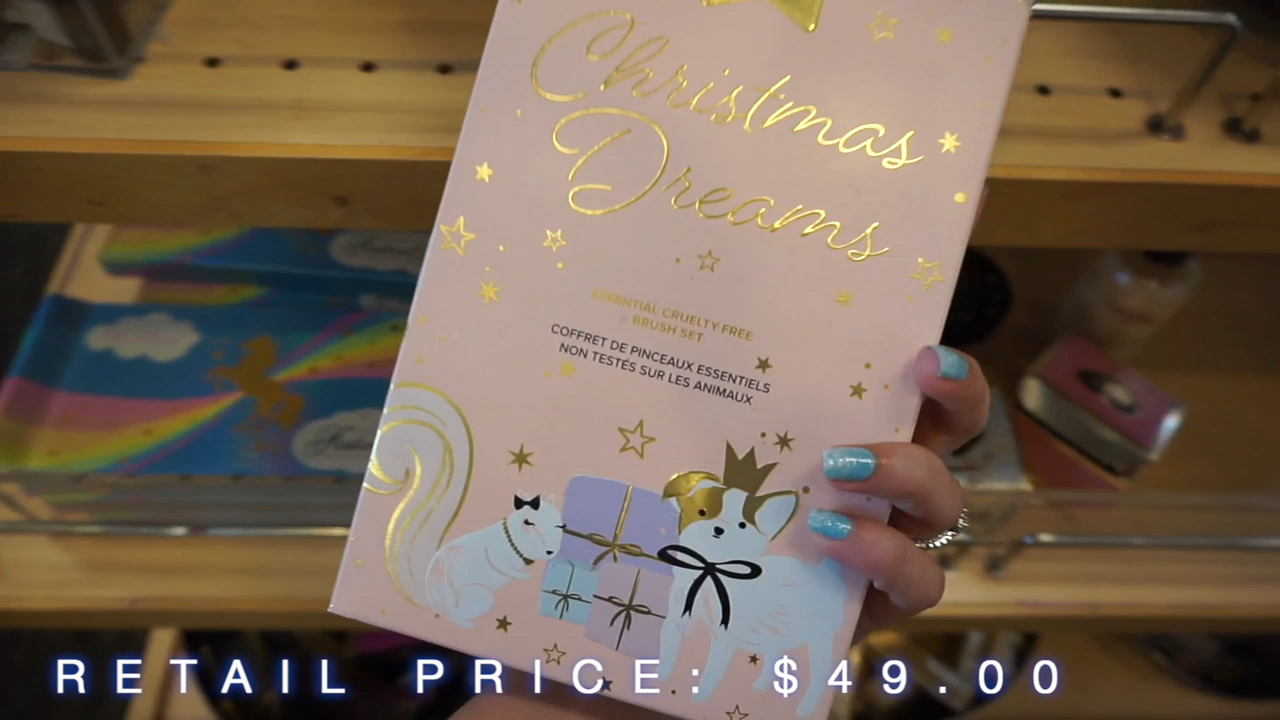 Christmas
Dreams
ESSENTIAL CRUELTY-FREE
BRUSH SET
COFFRET DE PINCEAUX ESSENTIELS
NON TESTÉS SUR LES ANIMAUX
RETAIL PRICE: $49.00